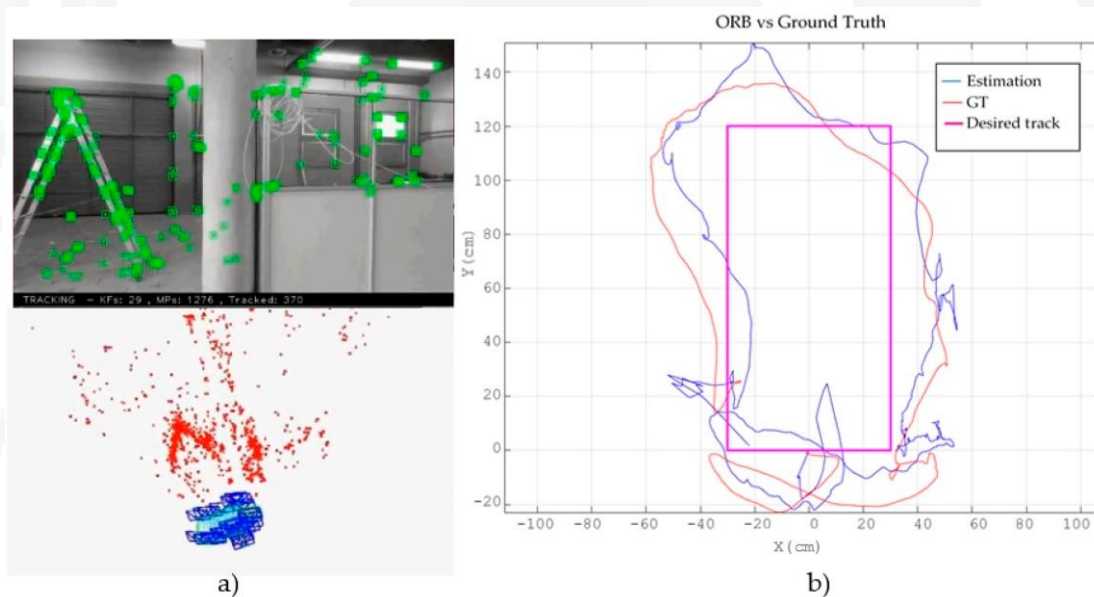 ORB vs Ground Truth
Estimation
GT
Desired track
140
120
100
80
60
40
20
0
-20
Y(cm)
-100 -80 -60 -40 -20 0 20 40 60 80 100
X(cm)
TRACKING - KFs: 29 , MPs: 1276 , Tracked: 370
a)
b)